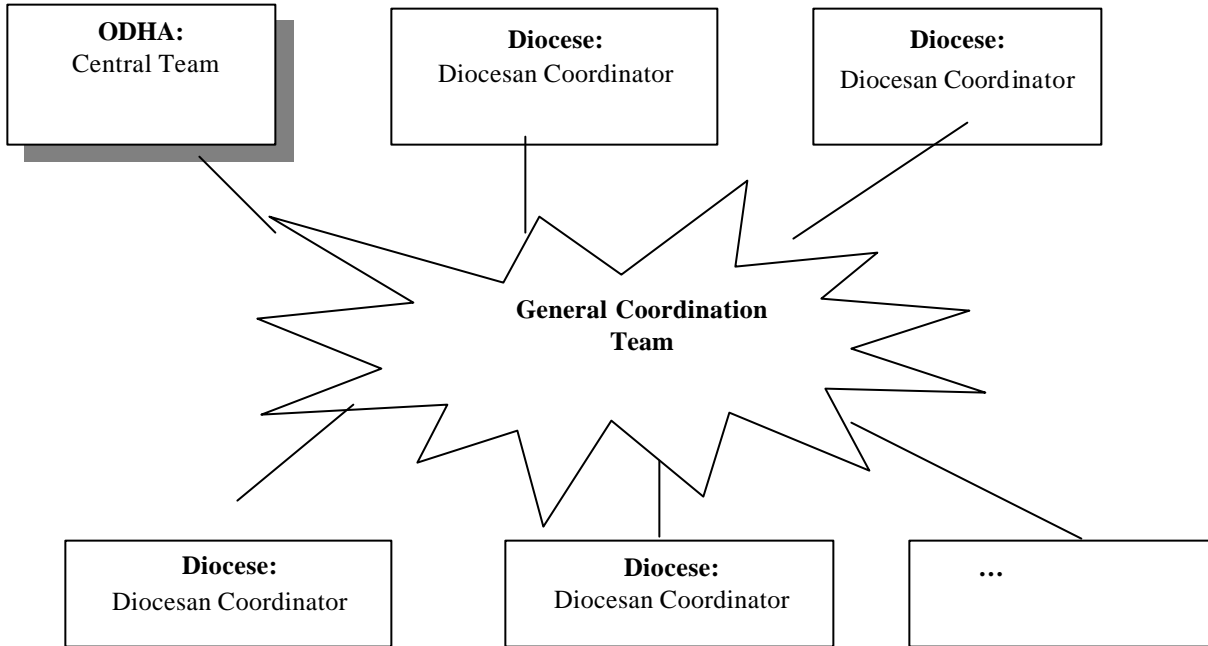 ODHA:
Central Team
Diocese:
Diocesan Coordinator
Diocese:
Diocesan Coordinator
General Coordination
Team
Diocese:
Diocesan Coordinator
Diocese:
Diocesan Coordinator
...